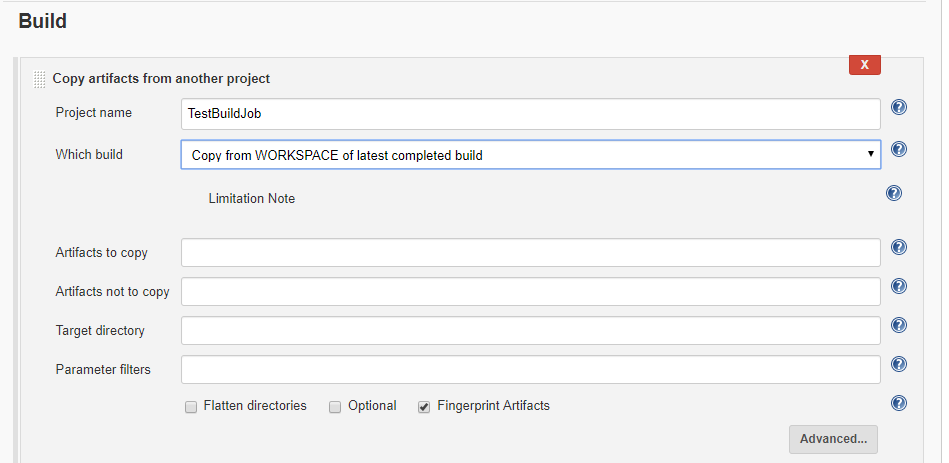 Build
X
Copy artifacts from another project
Project name TestBuildJob ?
Which build Copy from WORKSPACE of latest completed build ?
Limitation Note ?
Artifacts to copy ?
Artifacts not to copy ?
Target directory ?
Parameter filters ?
Flatten directories Optional Fingerprint Artifacts ?
Advanced...